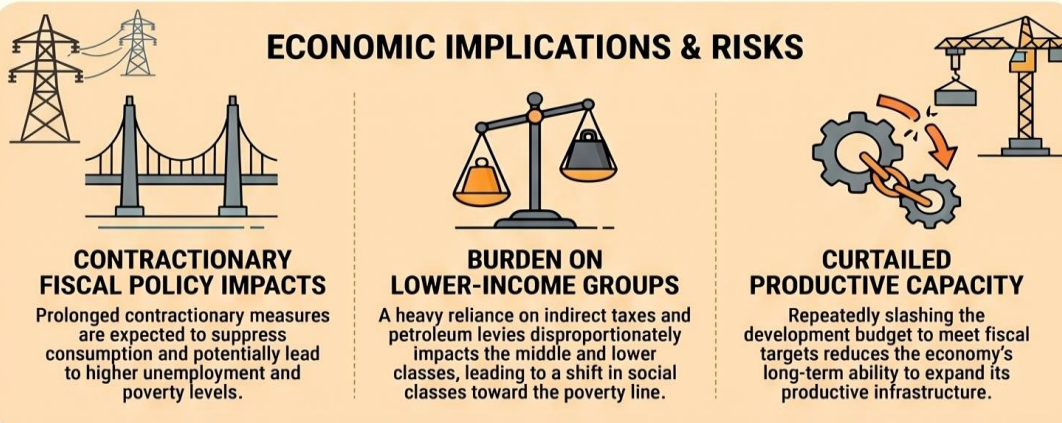 ECONOMIC IMPLICATIONS & RISKS
CONTRACTIONARY
FISCAL POLICY IMPACTS
Prolonged contractionary measures
are expected to suppress
consumption and potentially lead
to higher unemployment and
poverty levels.
BURDEN ON
LOWER-INCOME GROUPS
A heavy reliance on indirect taxes and
petroleum levies disproportionately
impacts the middle and lower
classes, leading to a shift in social
classes toward the poverty line.
CURTAILED
PRODUCTIVE CAPACITY
Repeatedly slashing the
development budget to meet fiscal
targets reduces the economy's
long-term ability to expand its
productive infrastructure.